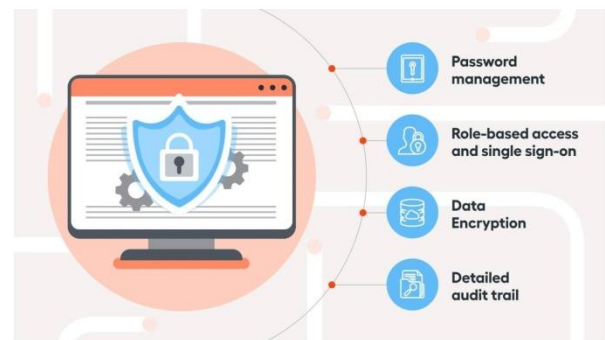 Password
management
Role-based access
and single sign-on
Data
Encryption
Detailed
audit trail